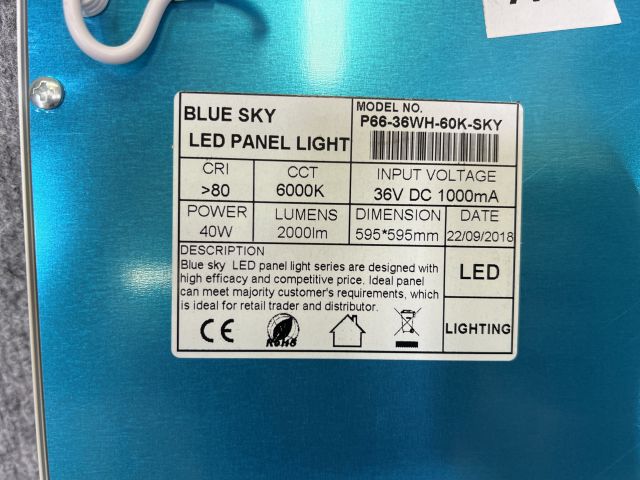 BLUE SKY
LED PANEL LIGHT
MODEL NO.
P66-36WH-60K-SKY
CRI
>80
CCT
6000K
INPUT VOLTAGE
36V DC 1000mA
POWER
40W
LUMENS
2000lm
DIMENSION
595*595mm
DATE
22/09/2018
DESCRIPTION
Blue sky LED panel light series are designed with
high efficacy and competitive price. Ideal panel
can meet majority customer's requirements, which
is ideal for retail trader and distributor.
CE
RoHS
LED
LIGHTING